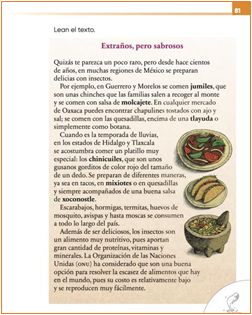 81
Lean el texto.
Extraños, pero sabrosos
Quizás te parezca un poco raro, pero desde hace cientos
de años, en muchas regiones de México se preparan
delicias con insectos.
Por ejemplo, en Guerrero y Morelos se comen jumiles, que
son unas chinches que las familias salen a recoger al monte
y se comen con salsa de molcajete. En cualquier mercado
de Oaxaca puedes encontrar chapulines tostados con ajo y
sal; se comen con las quesadillas, encima de una tlayuda o
simplemente como botana.
Cuando es la temporada de lluvias,
en los estados de Hidalgo y Tlaxcala
se acostumbra comer un platillo muy
especial: los chinicuiles, que son unos
gusanos gorditos de color rojo del tamaño
de un dedo. Se preparan de diferentes maneras,
ya sea en tacos, en mixiotes o en quesadillas
y siempre acompañados de una buena salsa
de xoconostle.
Escarabajos, hormigas, termitas, huevos de
mosquito, avispas y hasta moscas se consumen
a todo lo largo del país.
Además de ser deliciosos, los insectos son
un alimento muy nutritivo, pues aportan
gran cantidad de proteínas, vitaminas y
minerales. La Organización de las Naciones
Unidas (ONU) ha considerado que son una buena
opción para resolver la escasez de alimentos que hay
en el mundo, pues su costo es relativamente bajo
y se reproducen muy fácilmente.